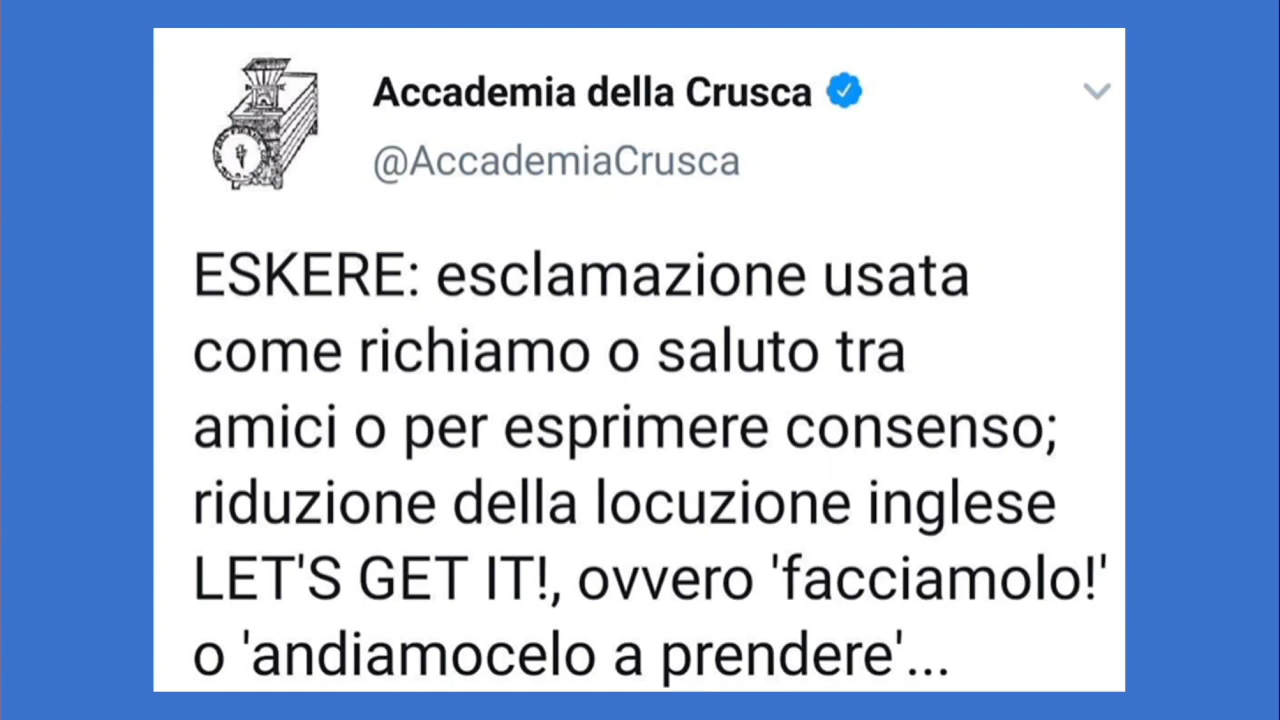 Accademia della Crusca
@AccademiaCrusca
ESKERE: esclamazione usata
come richiamo o saluto tra
amici o per esprimere consenso;
riduzione della locuzione inglese
LET'S GET IT!, ovvero 'facciamolo!'
o 'andiamocelo a prendere'...